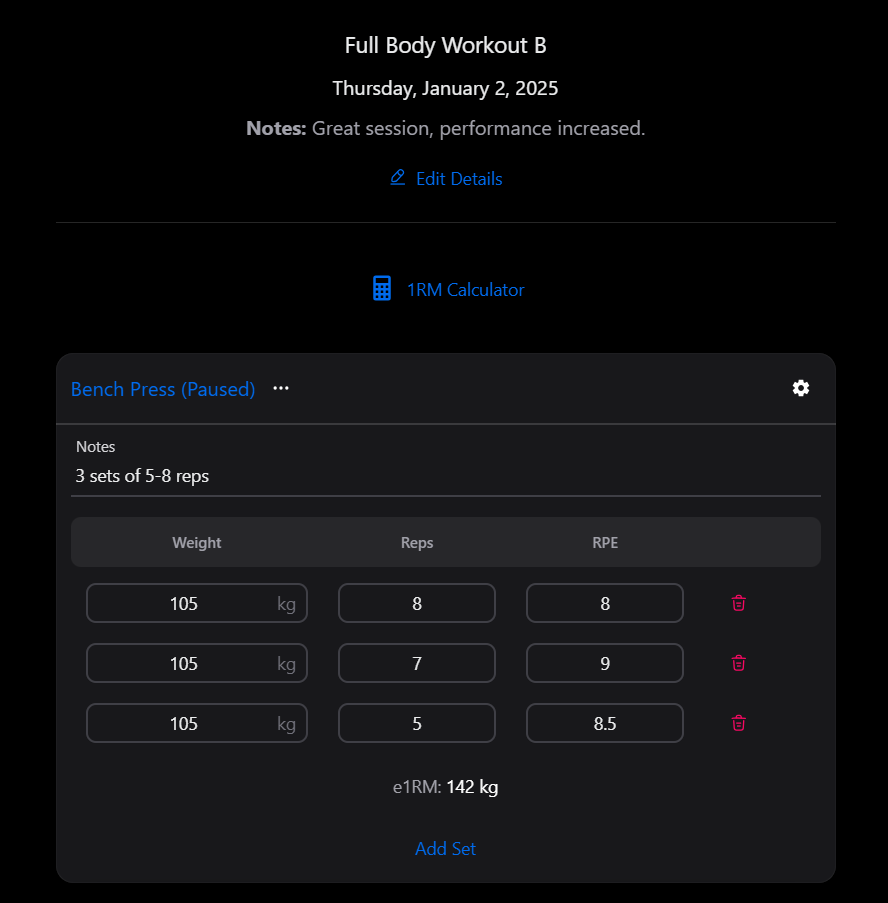 Full Body Workout B
Thursday, January 2, 2025
Notes: Great session, performance increased.
Edit Details
1RM Calculator
Bench Press (Paused) ···
Notes
3 sets of 5-8 reps
Weight Reps RPE
105 kg 8 8
105 kg 7 9
105 kg 5 8.5
e1RM: 142 kg
Add Set